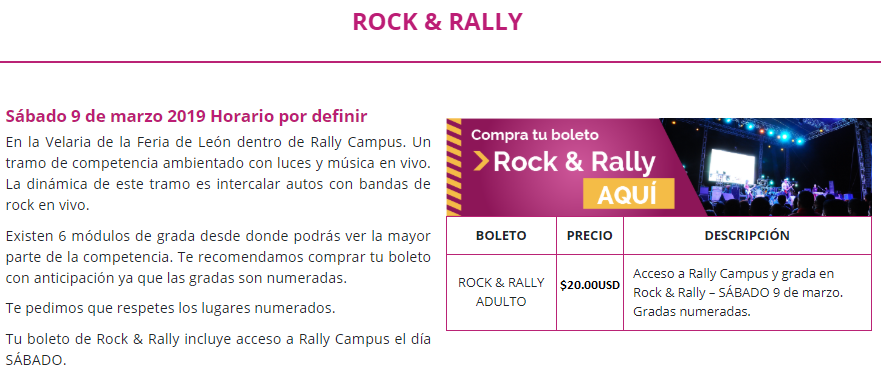 ROCK & RALLY
Sábado 9 de marzo 2019 Horario por definir
En la Velaria de la Feria de León dentro de Rally Campus. Un
tramo de competencia ambientado con luces y música en vivo.
La dinámica de este tramo es intercalar autos con bandas de
rock en vivo.
Existen 6 módulos de grada desde donde podrás ver la mayor
parte de la competencia. Te recomendamos comprar tu boleto
con anticipación ya que las gradas son numeradas.
Te pedimos que respetes los lugares numerados.
Tu boleto de Rock & Rally incluye acceso a Rally Campus el día
SÁBADO.
Compra tu boleto
Rock & Rally
AQUÍ
BOLETO PRECIO DESCRIPCIÓN
ROCK & RALLY
ADULTO
$20.00USD
Acceso a Rally Campus y grada en
Rock & Rally – SÁBADO 9 de marzo.
Gradas numeradas.